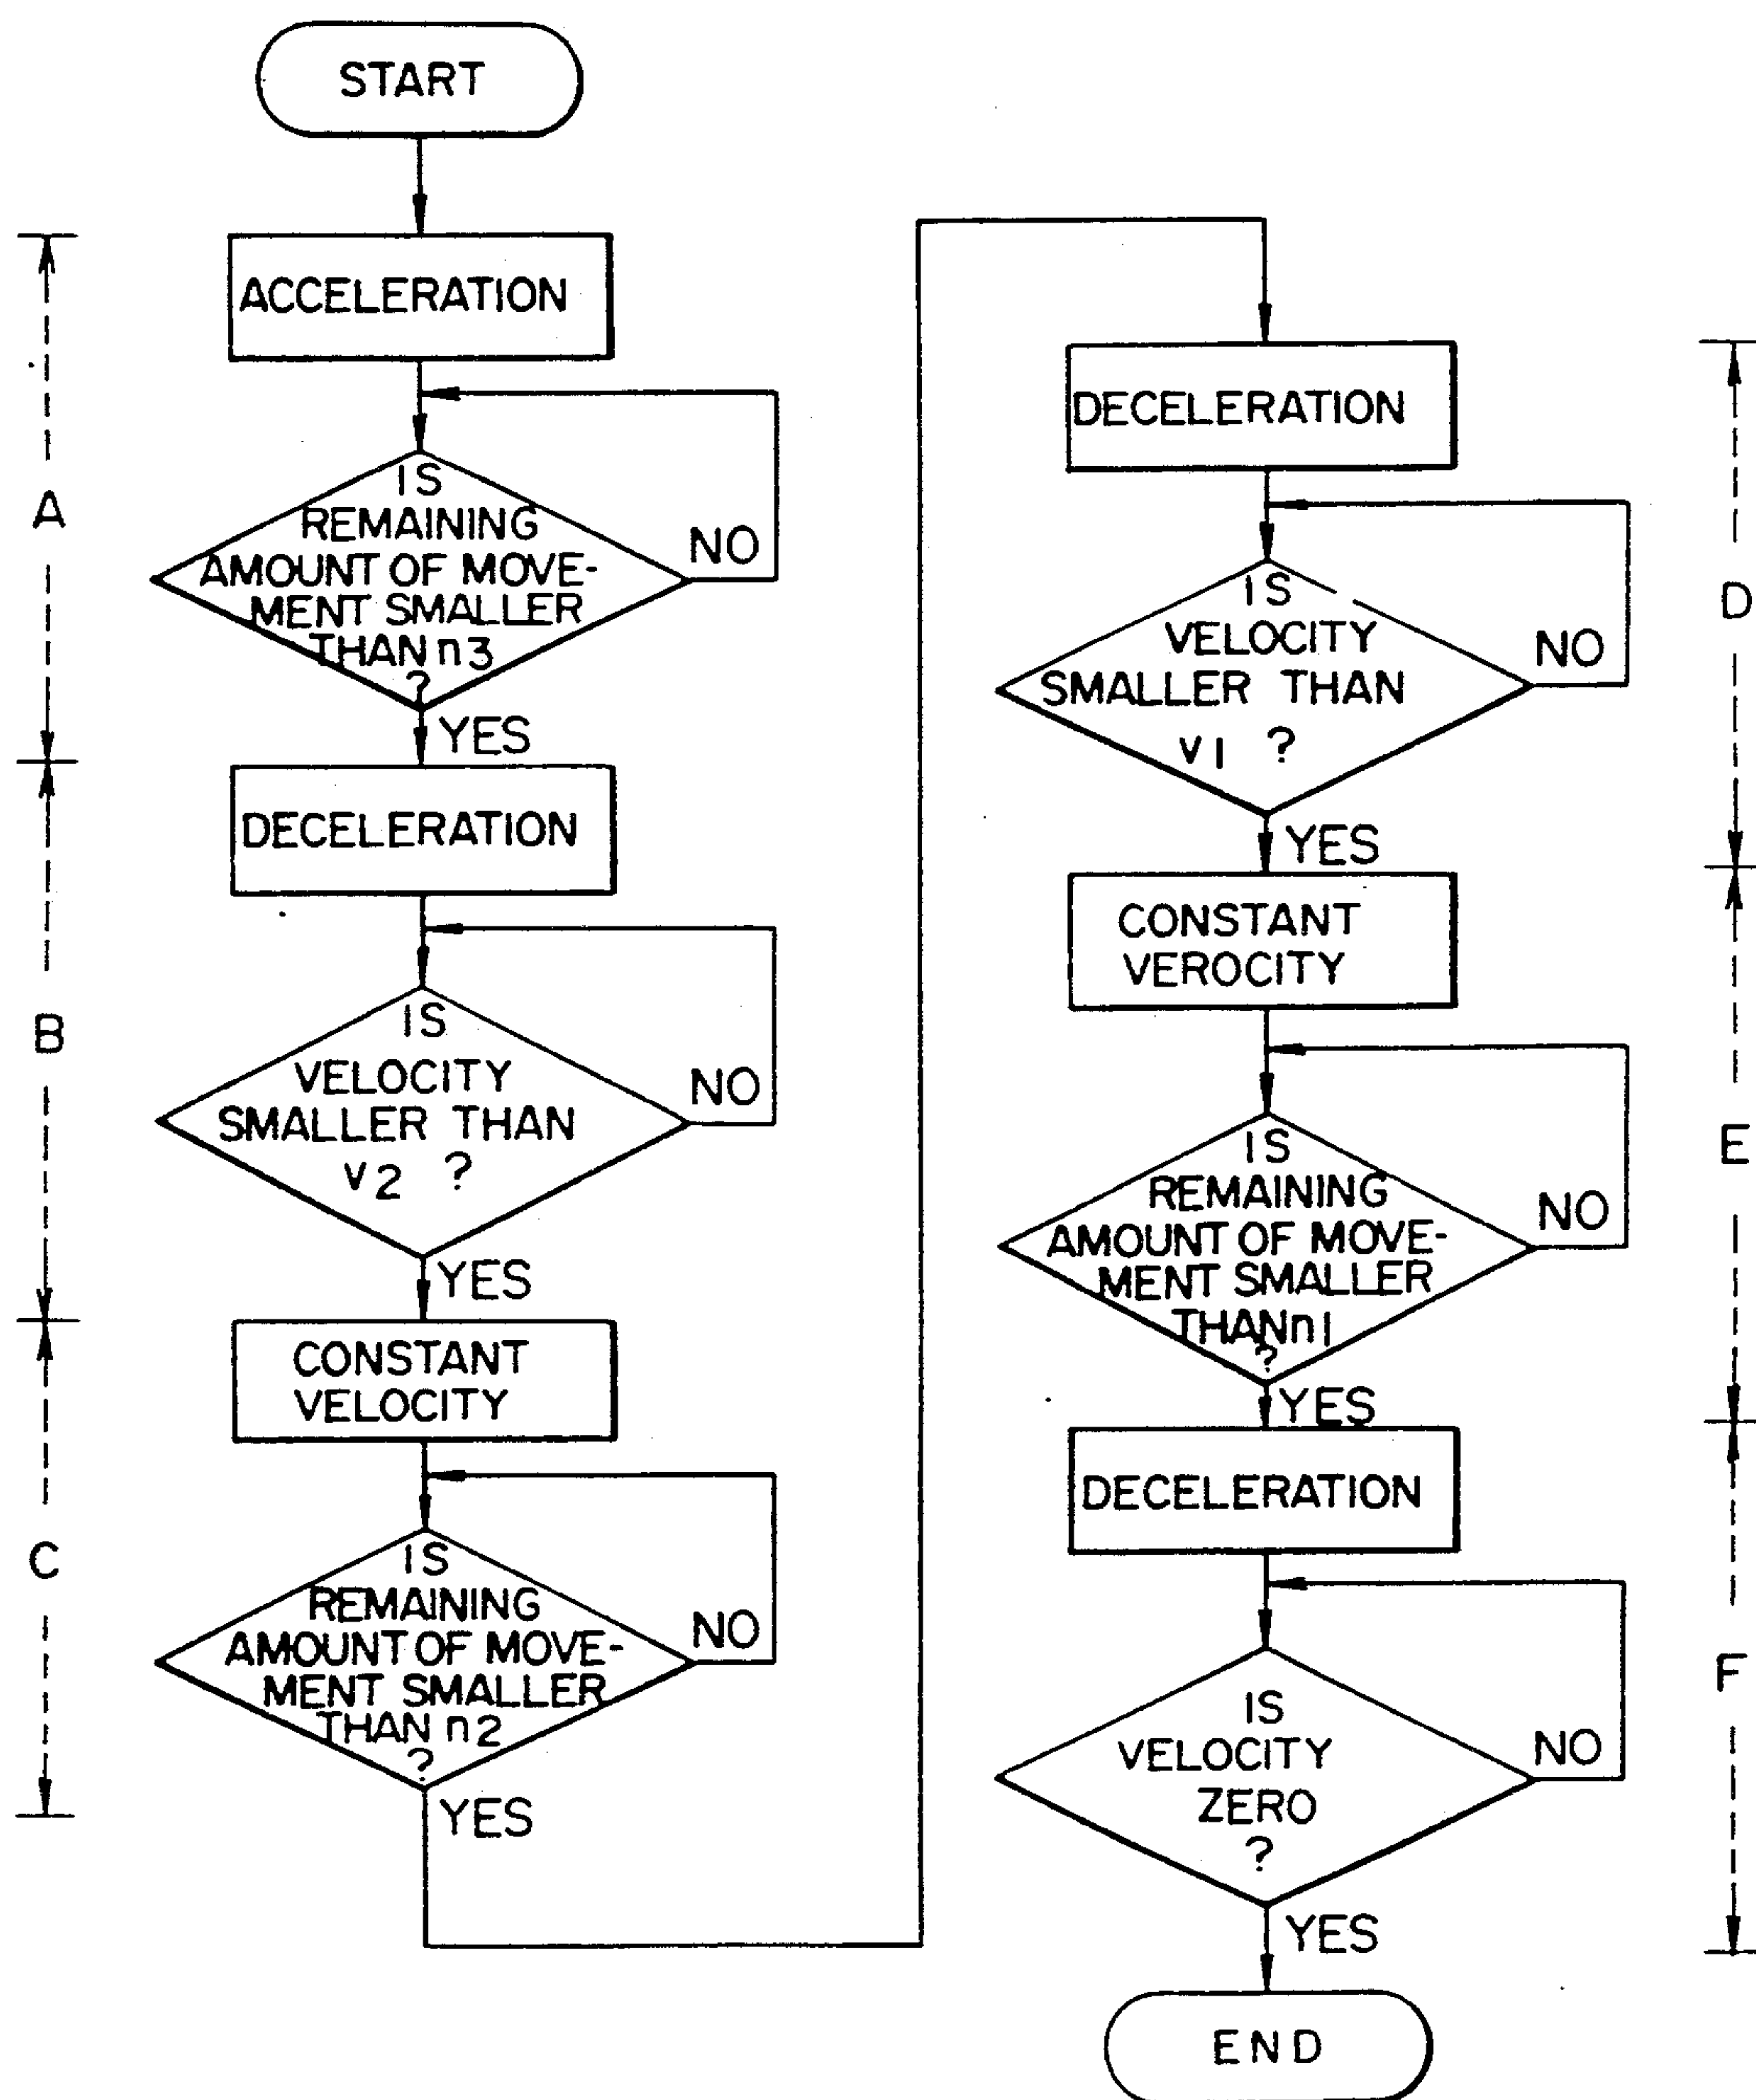 START
ACCELERATION
IS
REMAINING
AMOUNT OF MOVE-
MENT SMALLER
THAN n3
?
NO
YES
A
DECELERATION
IS
VELOCITY
SMALLER THAN
v2 ?
NO
YES
B
CONSTANT
VELOCITY
IS
REMAINING
AMOUNT OF MOVE-
MENT SMALLER
THAN n2
?
NO
YES
C
DECELERATION
IS
VELOCITY
SMALLER THAN
v1 ?
NO
YES
D
CONSTANT
VEROCITY
IS
REMAINING
AMOUNT OF MOVE-
MENT SMALLER
THAN n1
?
NO
YES
E
DECELERATION
IS
VELOCITY
ZERO
?
NO
YES
F
END